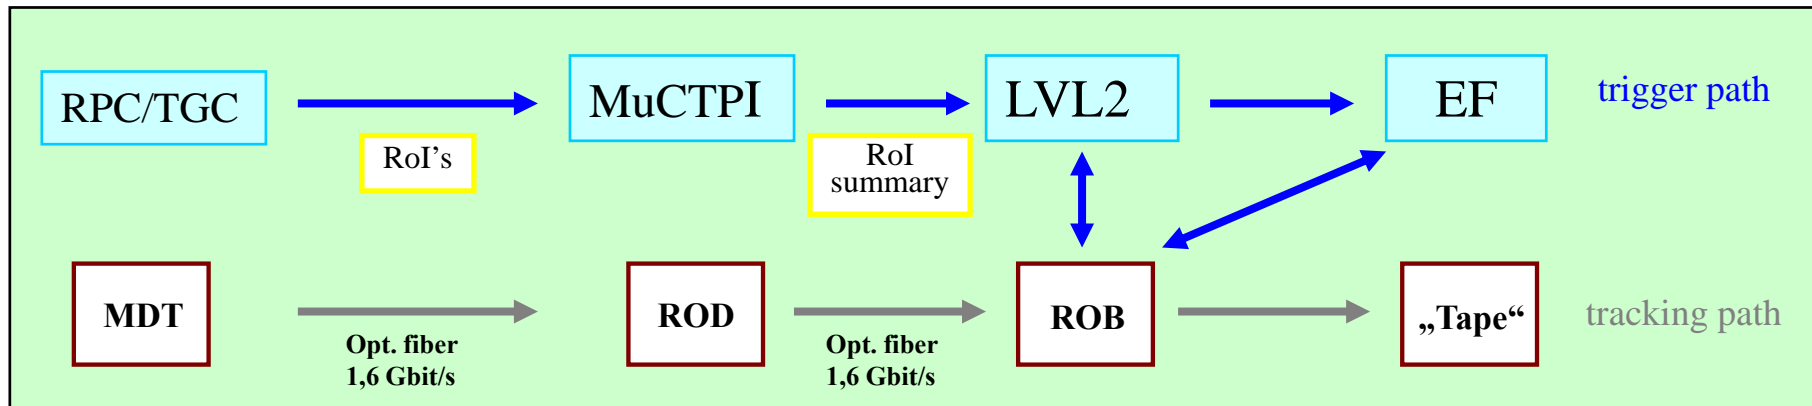 RPC/TGC
MuCTPI
LVL2
EF
trigger path
RoI's
RoI
summary
MDT
ROD
ROB
„Tape“
tracking path
Opt. fiber
1,6 Gbit/s
Opt. fiber
1,6 Gbit/s